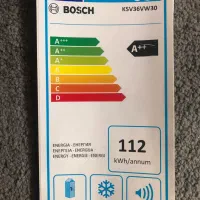 BOSCH
KSV36VW30
A+++
A++
A++
A+
A
B
C
D
ENERGIA · ЕНЕРГИЯ
ΕΝΕΡΓΕΙΑ · ENERGIJA
ENERGY · ENERGIE · ENERGI
112
kWh/annum